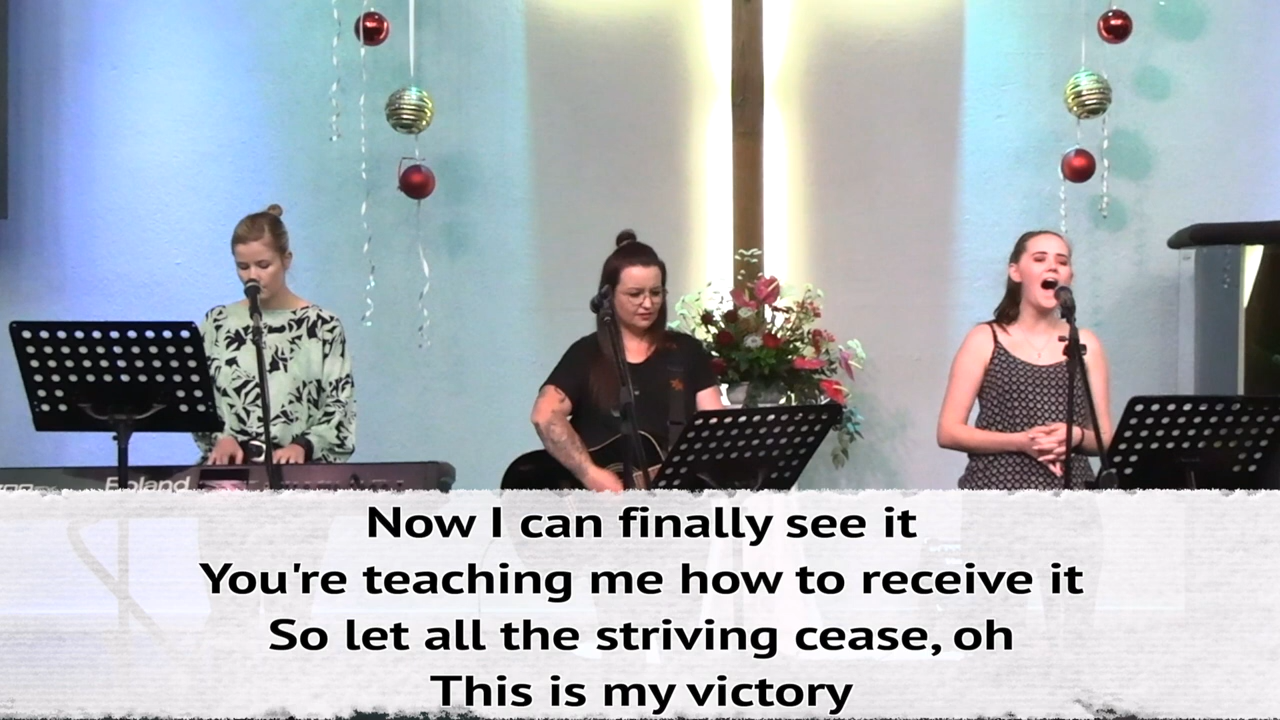 Roland
Now I can finally see it
You're teaching me how to receive it
So let all the striving cease, oh
This is my victory